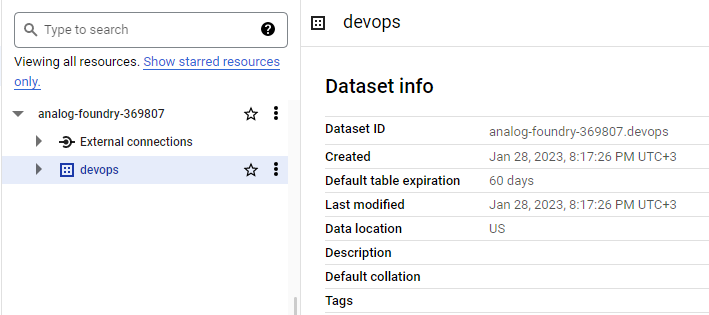 Type to search
Viewing all resources. Show starred resources
only.
analog-foundry-369807
External connections
devops
devops
Dataset info
Dataset ID analog-foundry-369807.devops
Created Jan 28, 2023, 8:17:26 PM UTC+3
Default table expiration 60 days
Last modified Jan 28, 2023, 8:17:26 PM UTC+3
Data location US
Description
Default collation
Tags